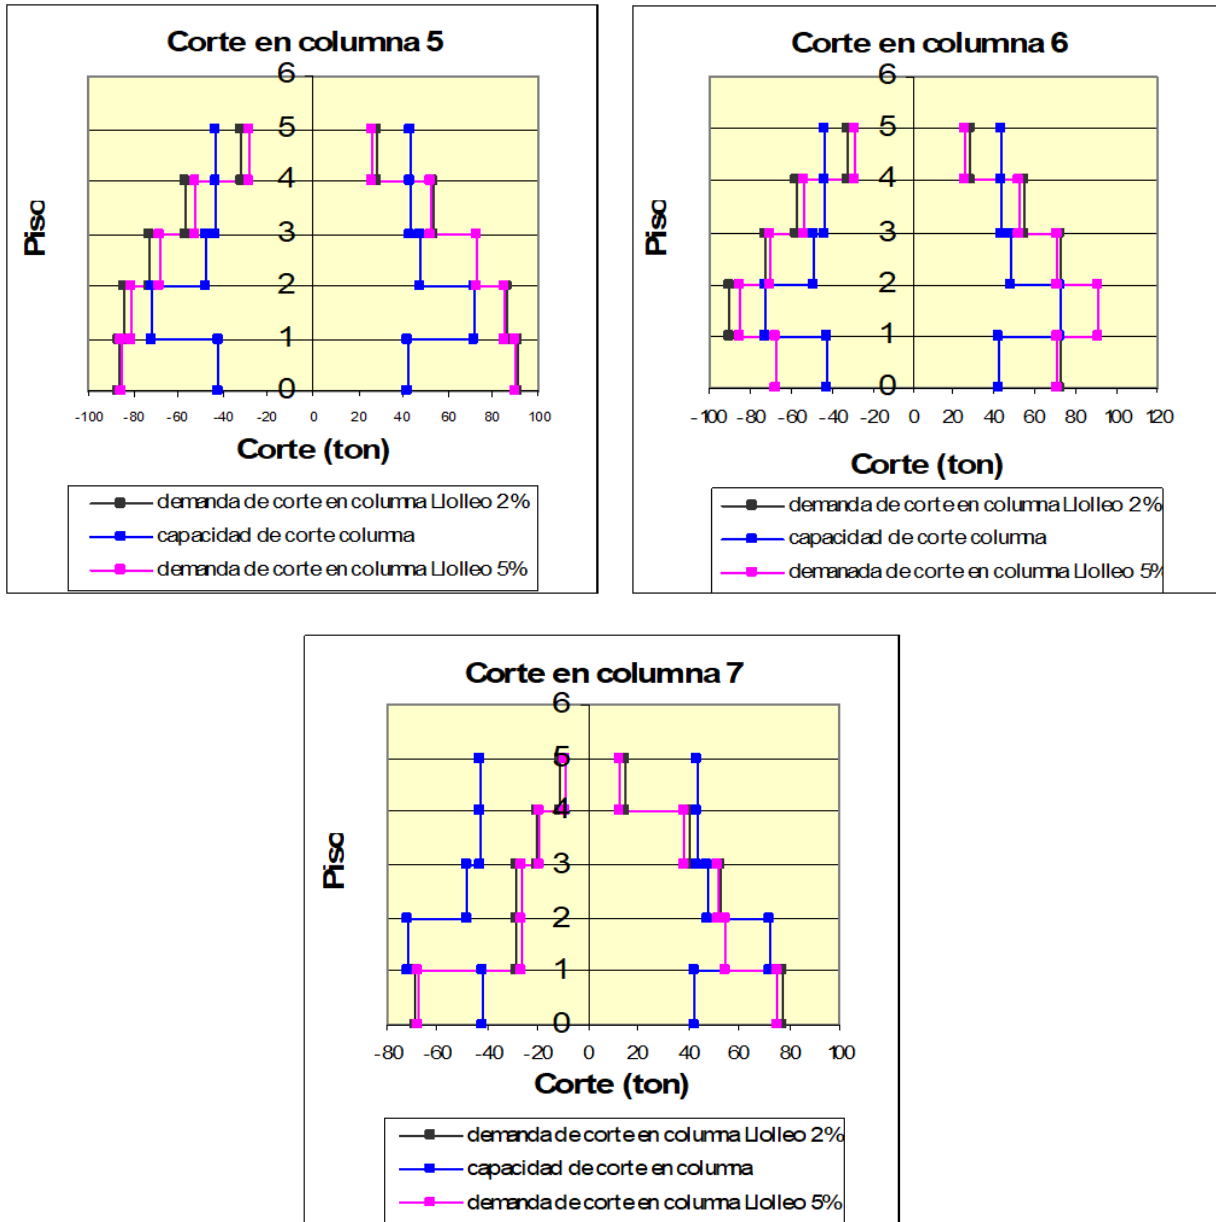 Corte en columna 5
6
5
4
3
2
1
0
Piso
-100 -80 -60 -40 -20 0 20 40 60 80 100
Corte (ton)
demanda de corte en columna Llolleo 2%
capacidad de corte columna
demanda de corte en columna Llolleo 5%
Corte en columna 6
6
5
4
3
2
1
0
Piso
-100 -80 -60 -40 -20 0 20 40 60 80 100 120
Corte (ton)
demanda de corte en columna Llolleo 2%
capacidad de corte columna
demanada de corte en columna Llolleo 5%
Corte en columna 7
6
5
4
3
2
1
0
Piso
-80 -60 -40 -20 0 20 40 60 80 100
Corte (ton)
demanda de corte en columna Llolleo 2%
capacidad de corte en columna
demanda de corte en columna Llolleo 5%